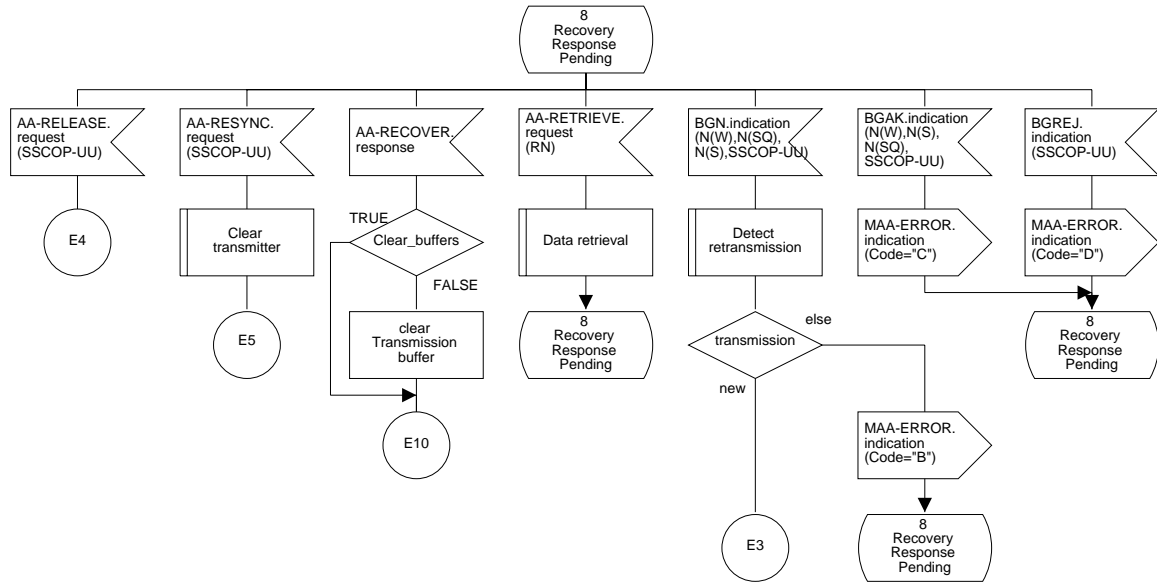 8
Recovery
Response
Pending
AA-RELEASE.
request
(SSCOP-UU)
AA-RESYNC.
request
(SSCOP-UU)
AA-RECOVER.
response
AA-RETRIEVE.
request
(RN)
BGN.indication
(N(W),N(SQ),
N(S),SSCOP-UU)
BGAK.indication
(N(W),N(S),
N(SQ),
SSCOP-UU)
BGREJ.
indication
(SSCOP-UU)
E4
Clear
transmitter
TRUE
Clear_buffers
FALSE
Data retrieval
Detect
retransmission
MAA-ERROR.
indication
(Code="C")
MAA-ERROR.
indication
(Code="D")
E5
clear
Transmission
buffer
8
Recovery
Response
Pending
transmission
else
new
8
Recovery
Response
Pending
E10
MAA-ERROR.
indication
(Code="B")
E3
8
Recovery
Response
Pending